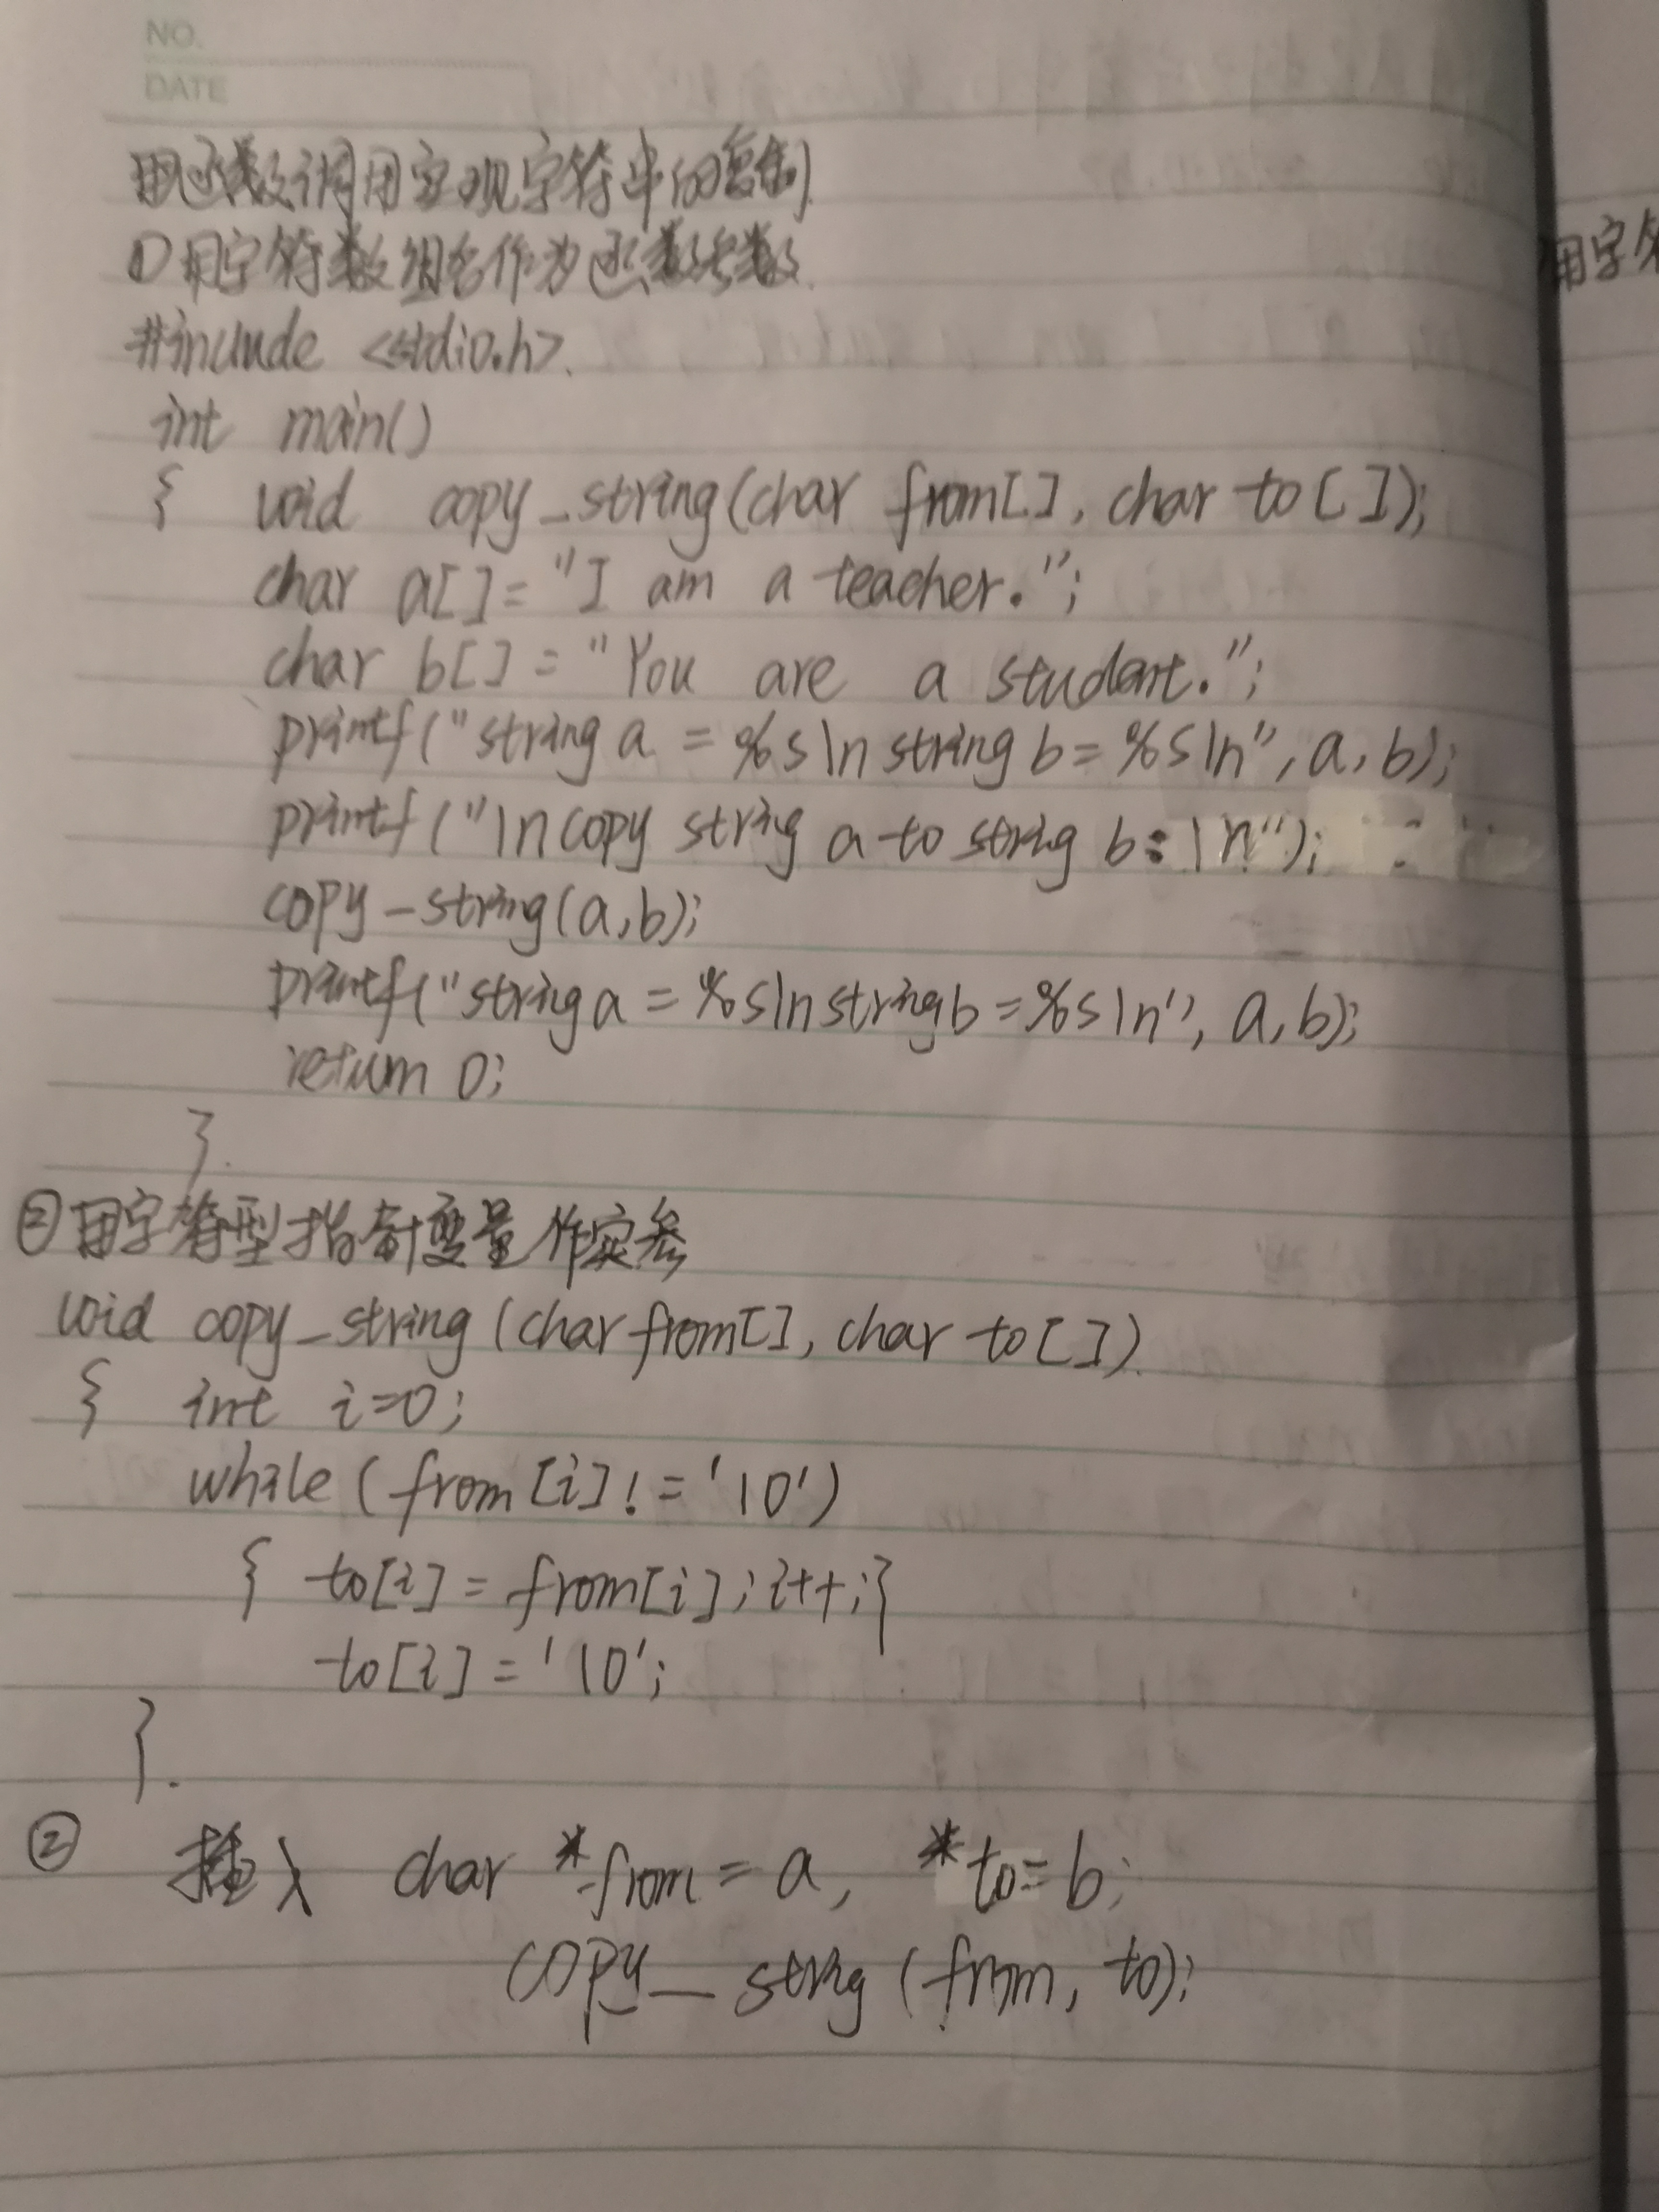 NO.
DATE
用函数调用实现字符串的复制.
① 用字符数组名作为函数参数.
#include <stdio.h>.
int main()
{ void copy_string(char from[], char to[]);
char a[]="I am a teacher.";
char b[]="You are a student.";
printf("string a = %s\n string b = %s\n", a, b);
printf("\n copy string a to string b:\n");
copy_string(a,b);
printf("string a = %s\n string b = %s\n", a, b);
return 0;
}.
② 用字符型指针变量作实参
void copy_string (char from[], char to[])
{ int i=0;
while (from[i]!='\0')
{ to[i] = from[i]; i++;}
to[i] = '\0';
}.
② 插入 char *from = a, *to = b;
copy_string (from, to);
用字